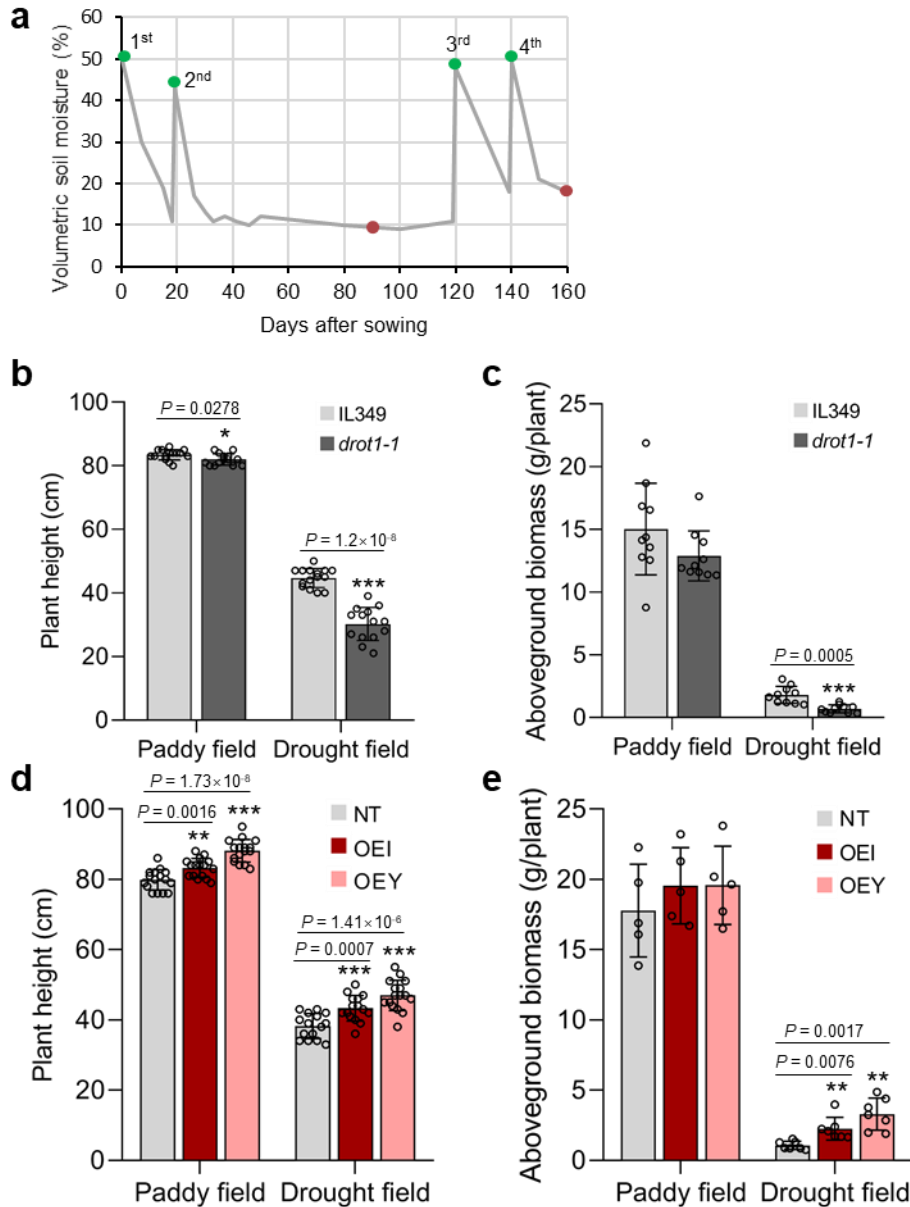 a
Volumetric soil moisture (%)
60
50
40
30
20
10
0
1st
2nd
3rd
4th
0 20 40 60 80 100 120 140 160
Days after sowing
b
Plant height (cm)
100
80
60
40
20
0
P = 0.0278
*
P = 1.2×10⁻⁸
***
IL349
drot1-1
Paddy field Drought field
c
Aboveground biomass (g/plant)
25
20
15
10
5
0
IL349
drot1-1
P = 0.0005
***
Paddy field Drought field
d
Plant height (cm)
100
80
60
40
20
0
P = 1.73×10⁻⁸
P = 0.0016
**
***
NT
OEI
OEY
P = 1.41×10⁻⁶
P = 0.0007
***
***
Paddy field Drought field
e
Aboveground biomass (g/plant)
25
20
15
10
5
0
NT
OEI
OEY
P = 0.0017
P = 0.0076
**
**
Paddy field Drought field